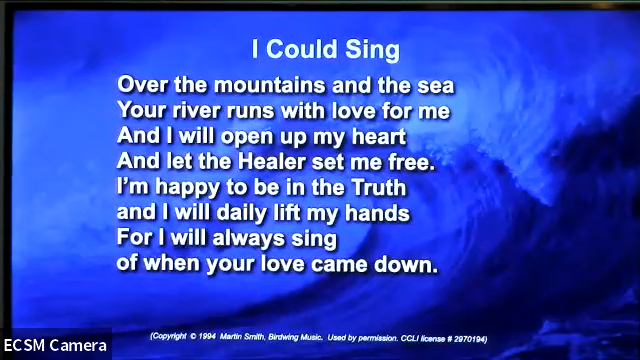 I Could Sing
Over the mountains and the sea
Your river runs with love for me
And I will open up my heart
And let the Healer set me free.
I'm happy to be in the Truth
and I will daily lift my hands
For I will always sing
of when your love came down.
(Copyright © 1994 Martin Smith, Birdwing Music. Used by permission. CCLI license # 2970194)
ECSM Camera